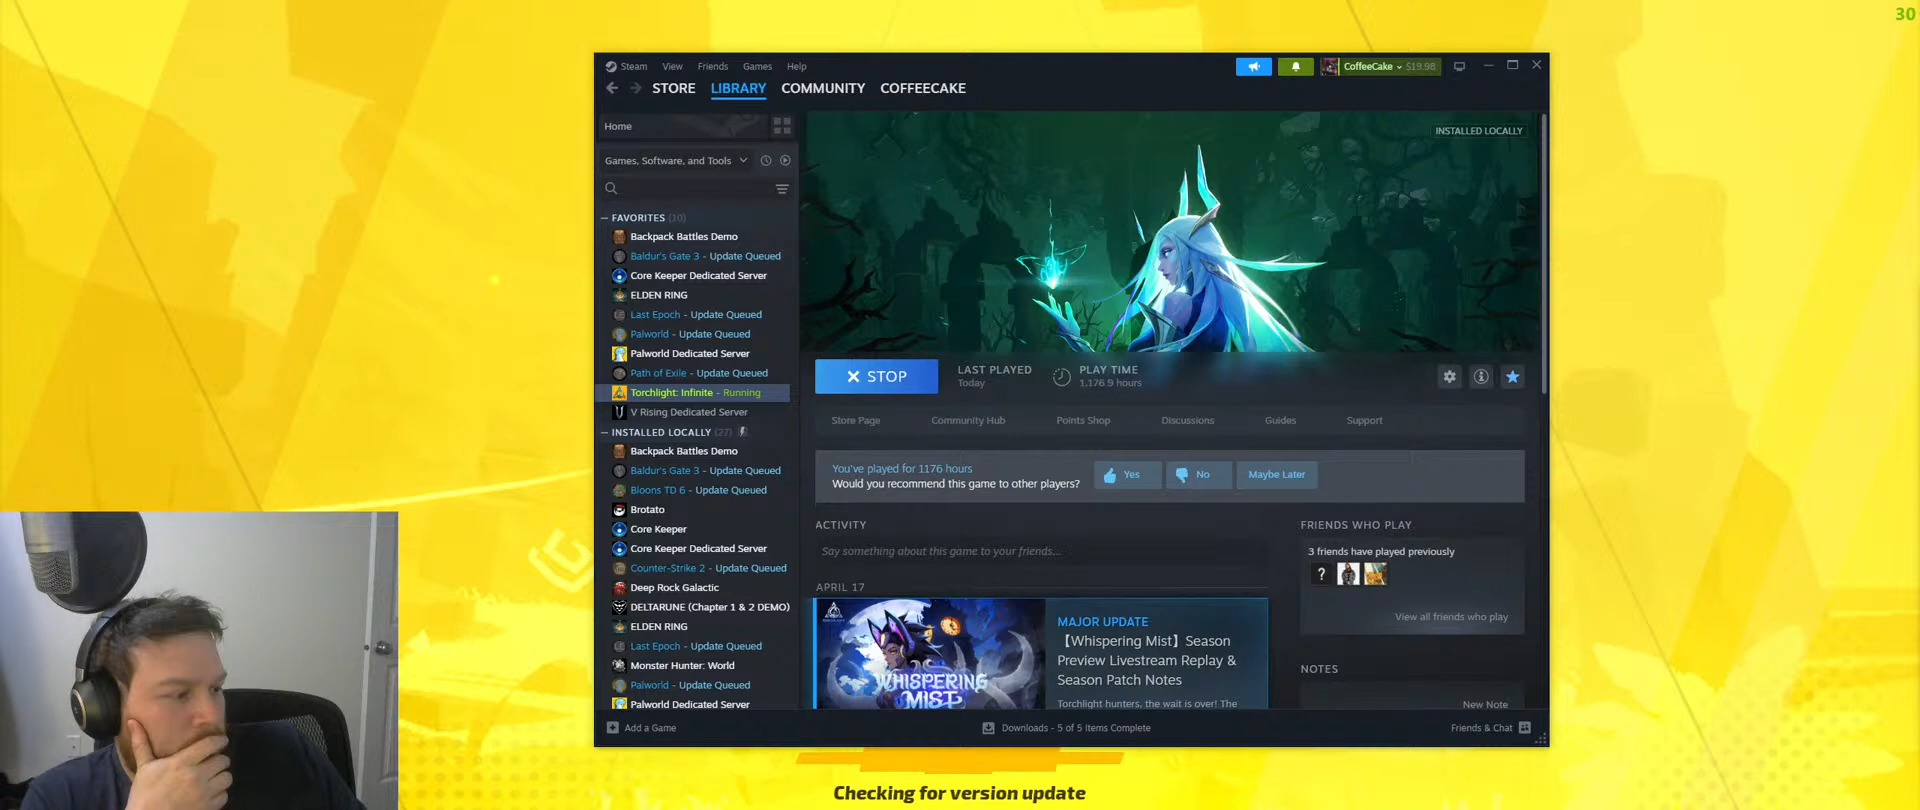 30
Steam View Friends Games Help
CoffeeCake $19.98
STORE LIBRARY COMMUNITY COFFEECAKE
Home
INSTALLED LOCALLY
Games, Software, and Tools
FAVORITES (10)
Backpack Battles Demo
Baldur's Gate 3 - Update Queued
Core Keeper Dedicated Server
ELDEN RING
Last Epoch - Update Queued
Palworld - Update Queued
Palworld Dedicated Server
Path of Exile - Update Queued
Torchlight: Infinite - Running
V Rising Dedicated Server
INSTALLED LOCALLY (27)
Backpack Battles Demo
Baldur's Gate 3 - Update Queued
Bloons TD 6 - Update Queued
Brotato
Core Keeper
Core Keeper Dedicated Server
Counter-Strike 2 - Update Queued
Deep Rock Galactic
DELTARUNE (Chapter 1 & 2 DEMO)
ELDEN RING
Last Epoch - Update Queued
Monster Hunter: World
Palworld - Update Queued
Palworld Dedicated Server
STOP
LAST PLAYED
Today
PLAY TIME
1,176.9 hours
Store Page Community Hub Points Shop Discussions Guides Support
You've played for 1176 hours
Would you recommend this game to other players?
Yes No Maybe Later
ACTIVITY
Say something about this game to your friends...
APRIL 17
WHISPERING
MIST
MAJOR UPDATE
【Whispering Mist】Season
Preview Livestream Replay &
Season Patch Notes
Torchlight hunters, the wait is over! The
FRIENDS WHO PLAY
3 friends have played previously
?
View all friends who play
NOTES
New Note
Add a Game
Downloads - 5 of 5 Items Complete
Friends & Chat
Checking for version update